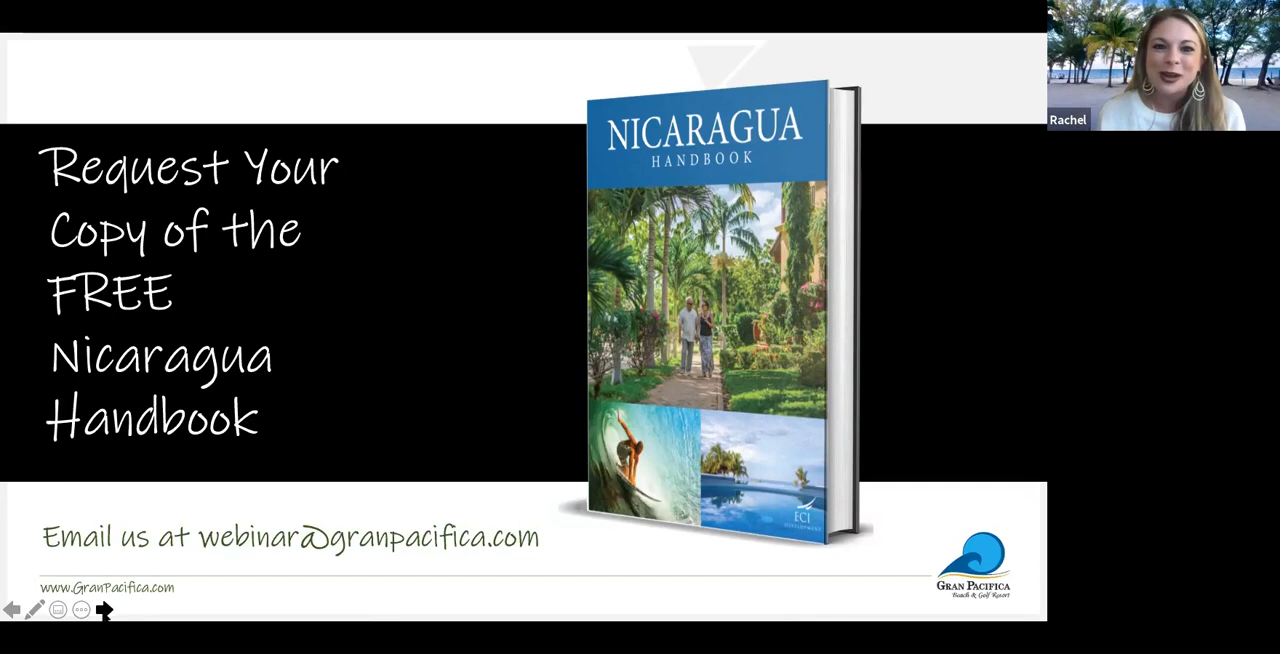 Request Your
Copy of the
FREE
Nicaragua
Handbook
NICARAGUA
HANDBOOK
ECI
DEVELOPMENT
Rachel
Email us at webinar@granpacifica.com
www.GranPacifica.com
GRAN PACIFICA
Beach & Golf Resort